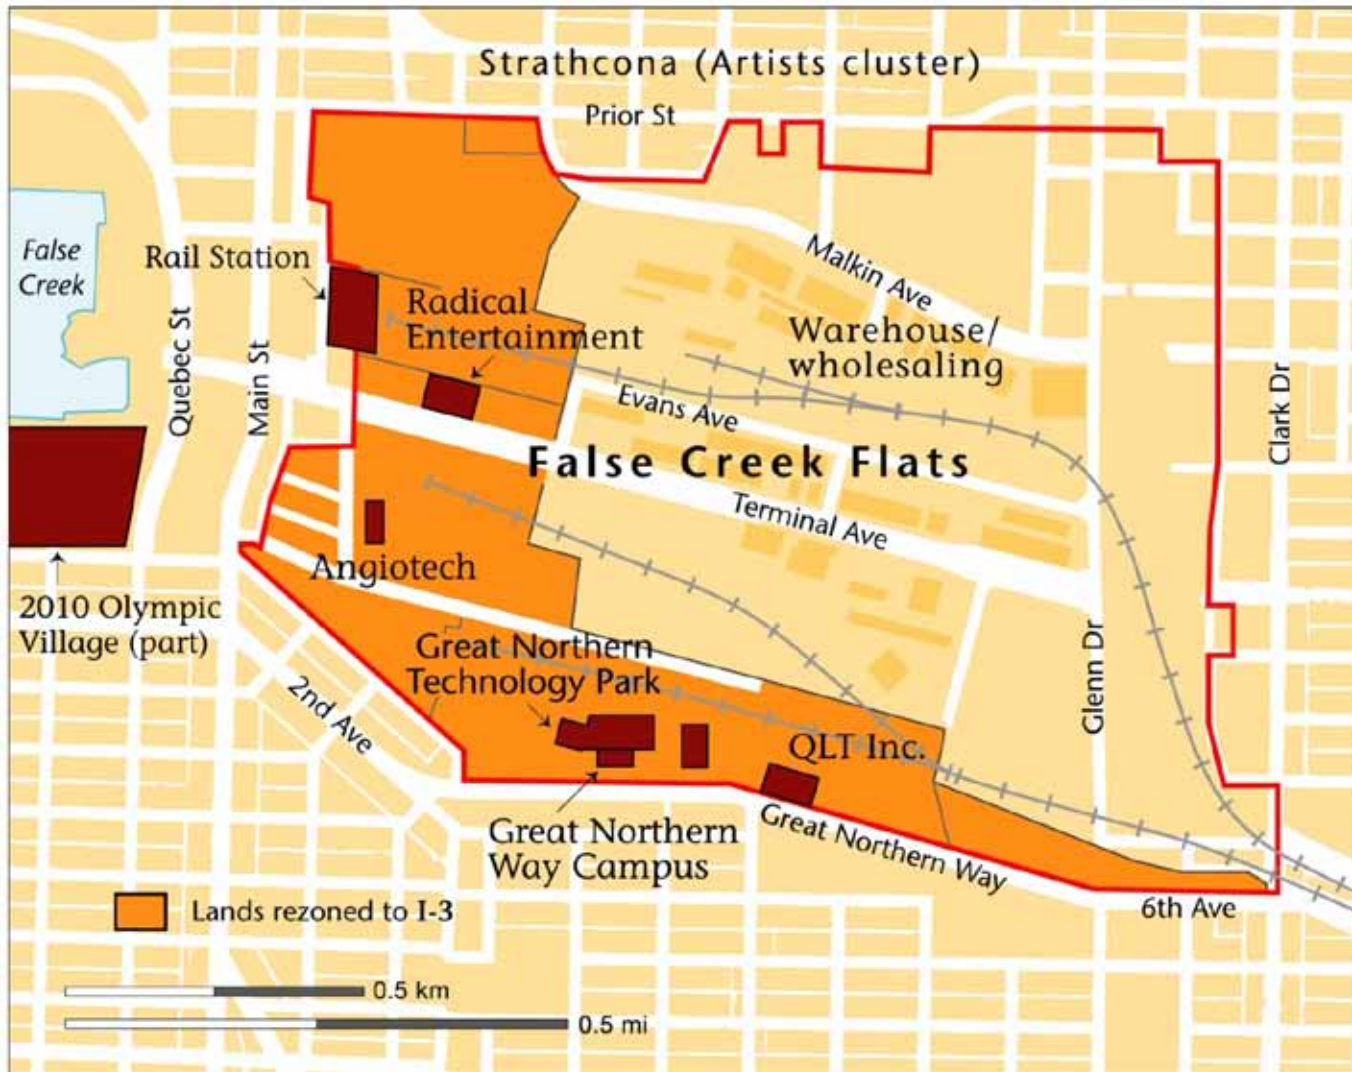 Strathcona (Artists cluster)
Prior St
False
Creek
Rail Station
Quebec St
Main St
Radical
Entertainment
Malkin Ave
Warehouse/
wholesaling
Evans Ave
Clark Dr
False Creek Flats
Terminal Ave
Angiotech
2010 Olympic
Village (part)
Great Northern
Technology Park
Glenn Dr
2nd Ave
QLT Inc.
Great Northern
Way Campus
Great Northern Way
6th Ave
Lands rezoned to I-3
0.5 km
0.5 mi